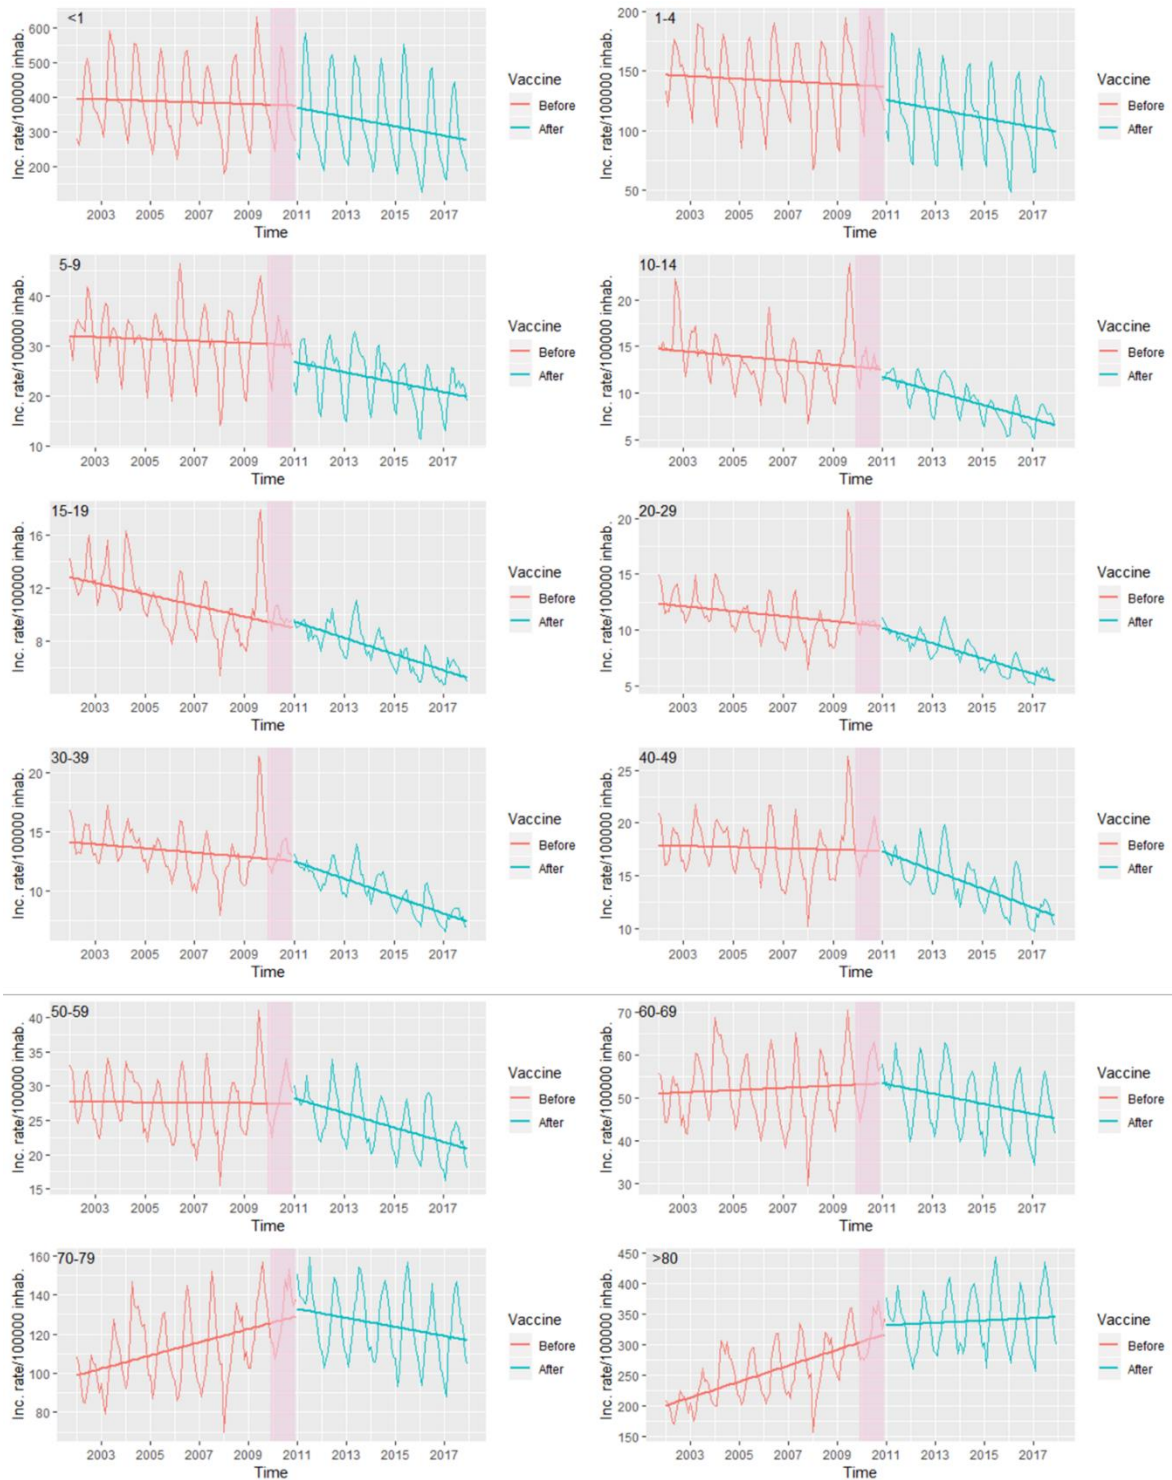 <1
Inc. rate/100000 inhab.
600
500
400
300
200
2003 2005 2007 2009 2011 2013 2015 2017
Time
Vaccine
Before
After
1-4
Inc. rate/100000 inhab.
200
150
100
50
2003 2005 2007 2009 2011 2013 2015 2017
Time
Vaccine
Before
After
5-9
Inc. rate/100000 inhab.
40
30
20
10
2003 2005 2007 2009 2011 2013 2015 2017
Time
Vaccine
Before
After
10-14
Inc. rate/100000 inhab.
20
15
10
5
2003 2005 2007 2009 2011 2013 2015 2017
Time
Vaccine
Before
After
15-19
Inc. rate/100000 inhab.
16
12
8
2003 2005 2007 2009 2011 2013 2015 2017
Time
Vaccine
Before
After
20-29
Inc. rate/100000 inhab.
20
15
10
5
2003 2005 2007 2009 2011 2013 2015 2017
Time
Vaccine
Before
After
30-39
Inc. rate/100000 inhab.
20
15
10
2003 2005 2007 2009 2011 2013 2015 2017
Time
Vaccine
Before
After
40-49
Inc. rate/100000 inhab.
25
20
15
10
2003 2005 2007 2009 2011 2013 2015 2017
Time
Vaccine
Before
After
50-59
Inc. rate/100000 inhab.
40
35
30
25
20
15
2003 2005 2007 2009 2011 2013 2015 2017
Time
Vaccine
Before
After
60-69
Inc. rate/100000 inhab.
70
60
50
40
30
2003 2005 2007 2009 2011 2013 2015 2017
Time
Vaccine
Before
After
70-79
Inc. rate/100000 inhab.
160
140
120
100
80
2003 2005 2007 2009 2011 2013 2015 2017
Time
Vaccine
Before
After
>80
Inc. rate/100000 inhab.
450
400
350
300
250
200
150
2003 2005 2007 2009 2011 2013 2015 2017
Time
Vaccine
Before
After